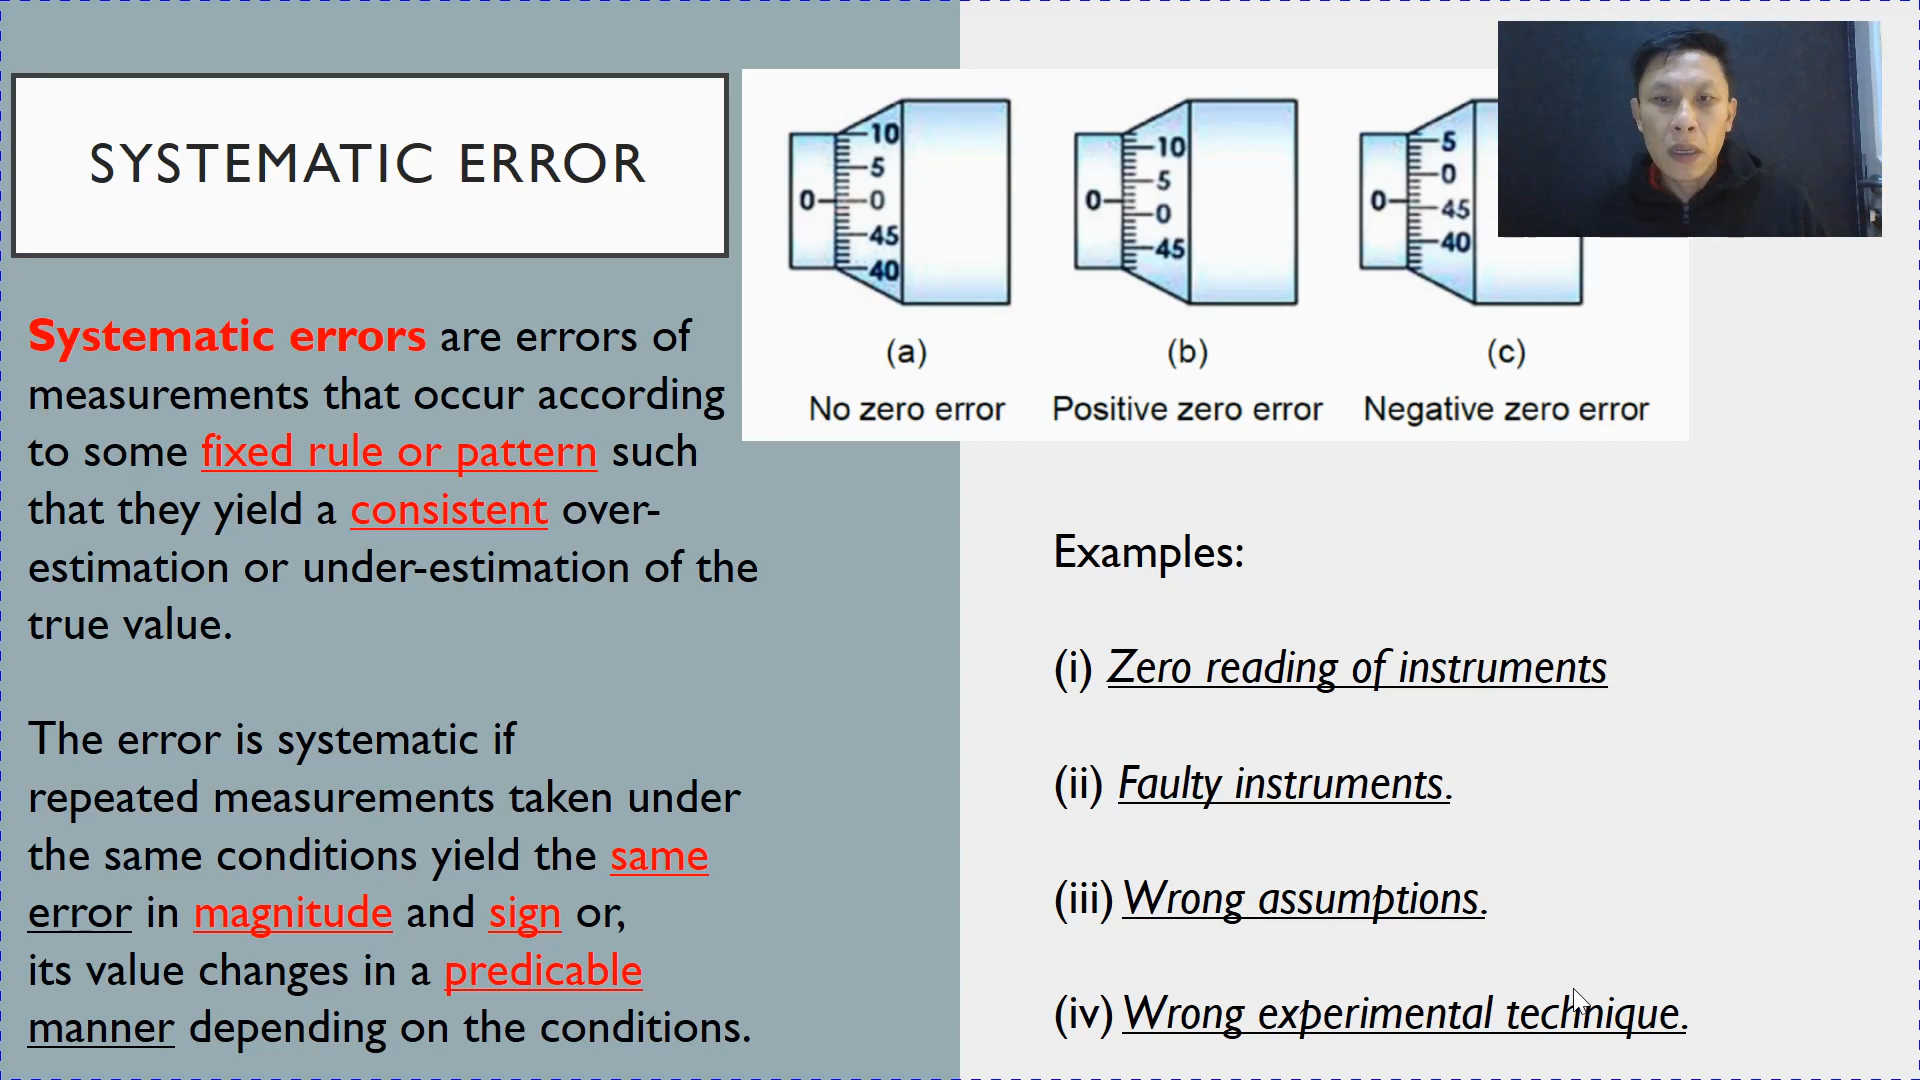 SYSTEMATIC ERROR
Systematic errors are errors of
measurements that occur according
to some fixed rule or pattern such
that they yield a consistent over-
estimation or under-estimation of the
true value.
The error is systematic if
repeated measurements taken under
the same conditions yield the same
error in magnitude and sign or,
its value changes in a predicable
manner depending on the conditions.
10
5
0 0
45
40
(a)
No zero error
10
5
0 0
45
(b)
Positive zero error
5
0
0 45
40
(c)
Negative zero error
Examples:
(i) Zero reading of instruments
(ii) Faulty instruments.
(iii) Wrong assumptions.
(iv) Wrong experimental technique.